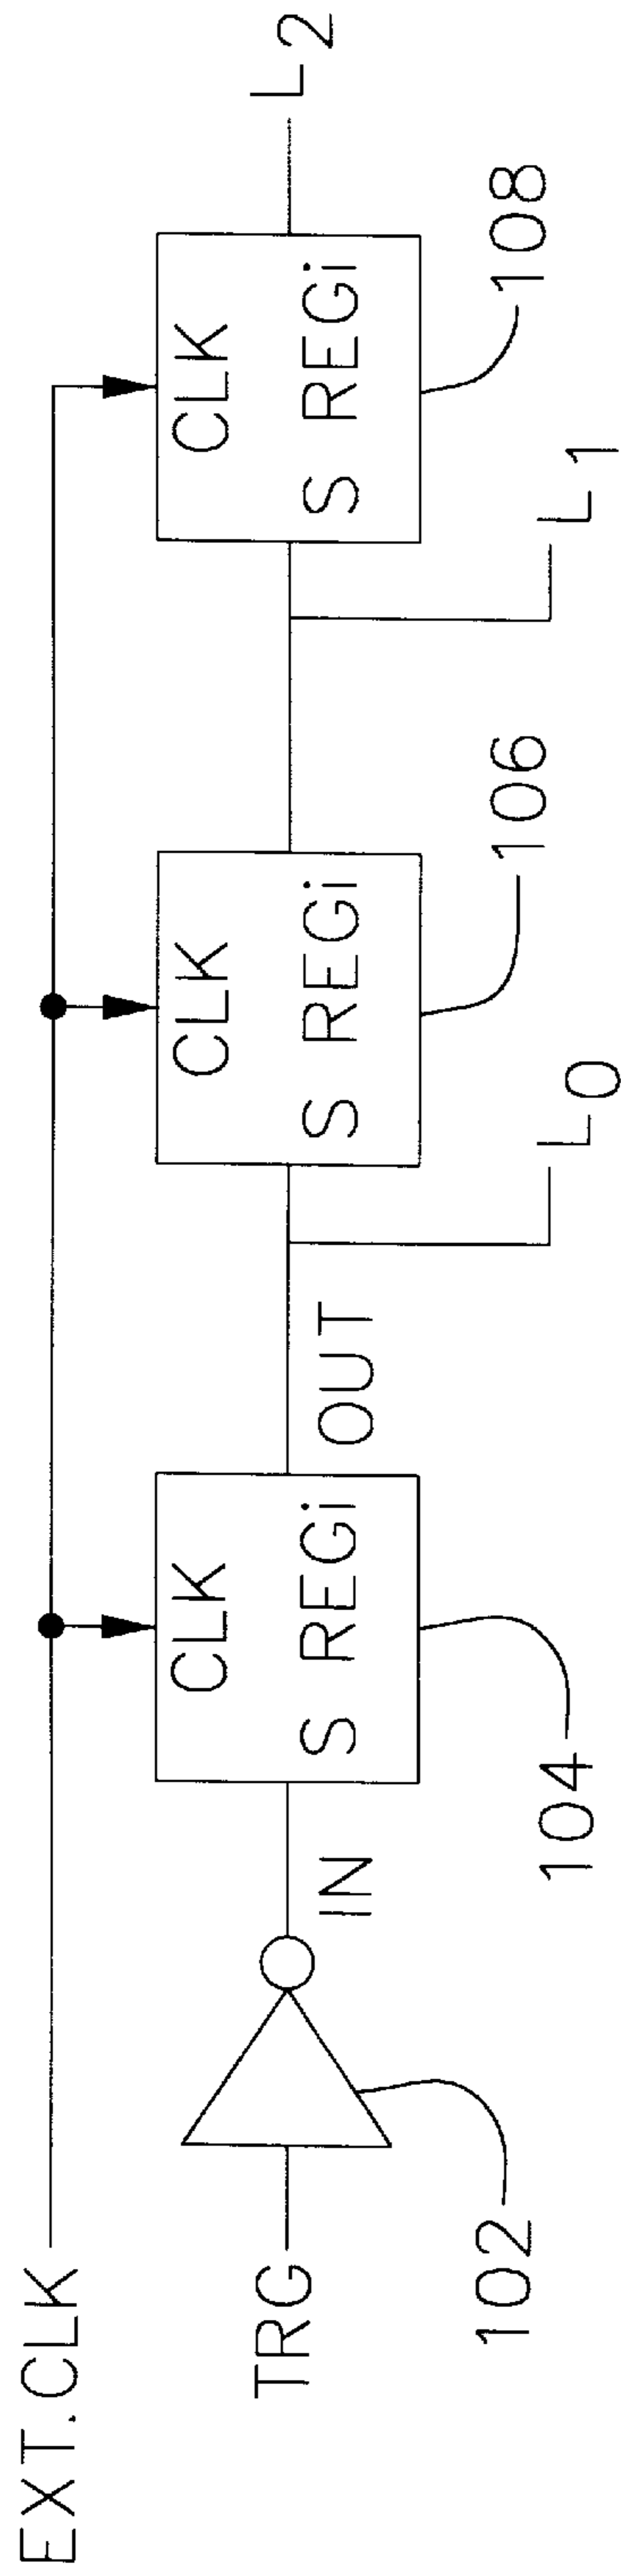 EXT.CLK
TRG
102
IN
CLK
S REGi
104
OUT
L0
CLK
S REGi
106
L1
CLK
S REGi
108
L2